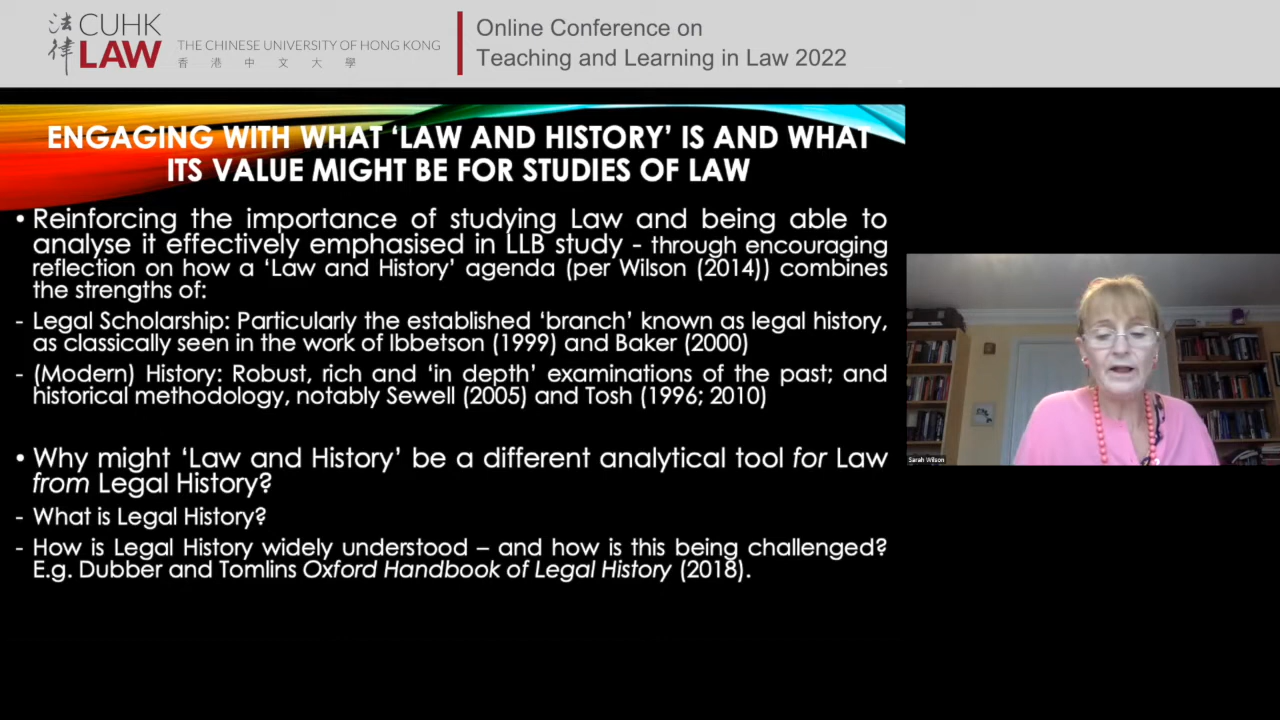 法律
CUHK
LAW
THE CHINESE UNIVERSITY OF HONG KONG
香港中文大學
Online Conference on
Teaching and Learning in Law 2022
ENGAGING WITH WHAT ‘LAW AND HISTORY’ IS AND WHAT
ITS VALUE MIGHT BE FOR STUDIES OF LAW
• Reinforcing the importance of studying Law and being able to
analyse it effectively emphasised in LLB study - through encouraging
reflection on how a ‘Law and History’ agenda (per Wilson (2014)) combines
the strengths of:
- Legal Scholarship: Particularly the established ‘branch’ known as legal history,
as classically seen in the work of Ibbetson (1999) and Baker (2000)
- (Modern) History: Robust, rich and ‘in depth’ examinations of the past; and
historical methodology, notably Sewell (2005) and Tosh (1996; 2010)
• Why might ‘Law and History’ be a different analytical tool for Law
from Legal History?
- What is Legal History?
- How is Legal History widely understood – and how is this being challenged?
E.g. Dubber and Tomlins Oxford Handbook of Legal History (2018).
Sarah Wilson